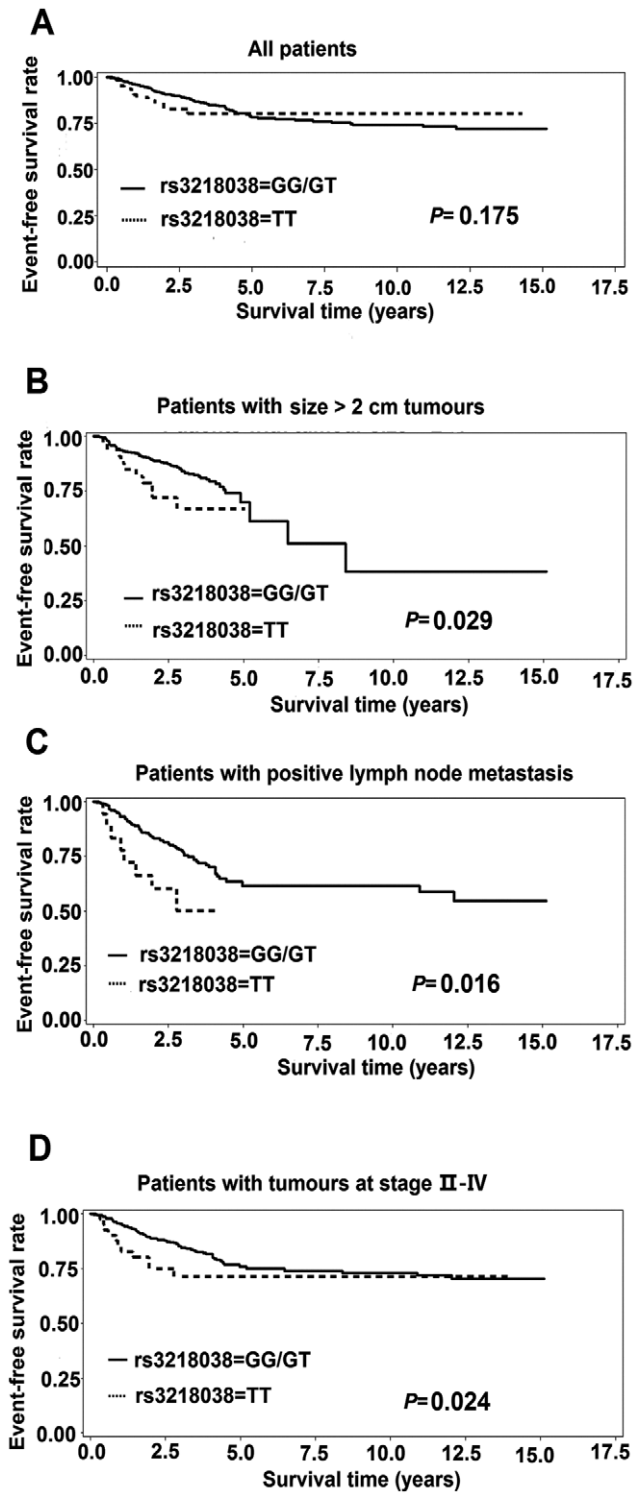 A
All patients
Event-free survival rate
1.00
0.75
0.50
0.25
0.00
rs3218038=GG/GT
rs3218038=TT
P= 0.175
0.0 2.5 5.0 7.5 10.0 12.5 15.0 17.5
Survival time (years)
B
Patients with size > 2 cm tumours
Event-free survival rate
1.00
0.75
0.50
0.25
0.00
rs3218038=GG/GT
rs3218038=TT
P= 0.029
0.0 2.5 5.0 7.5 10.0 12.5 15.0 17.5
Survival time (years)
C
Patients with positive lymph node metastasis
Event-free survival rate
1.00
0.75
0.50
0.25
0.00
rs3218038=GG/GT
rs3218038=TT
P= 0.016
0.0 2.5 5.0 7.5 10.0 12.5 15.0 17.5
Survival time (years)
D
Patients with tumours at stage Ⅱ-Ⅳ
Event-free survival rate
1.00
0.75
0.50
0.25
0.00
rs3218038=GG/GT
rs3218038=TT
P= 0.024
0.0 2.5 5.0 7.5 10.0 12.5 15.0 17.5
Survival time (years)